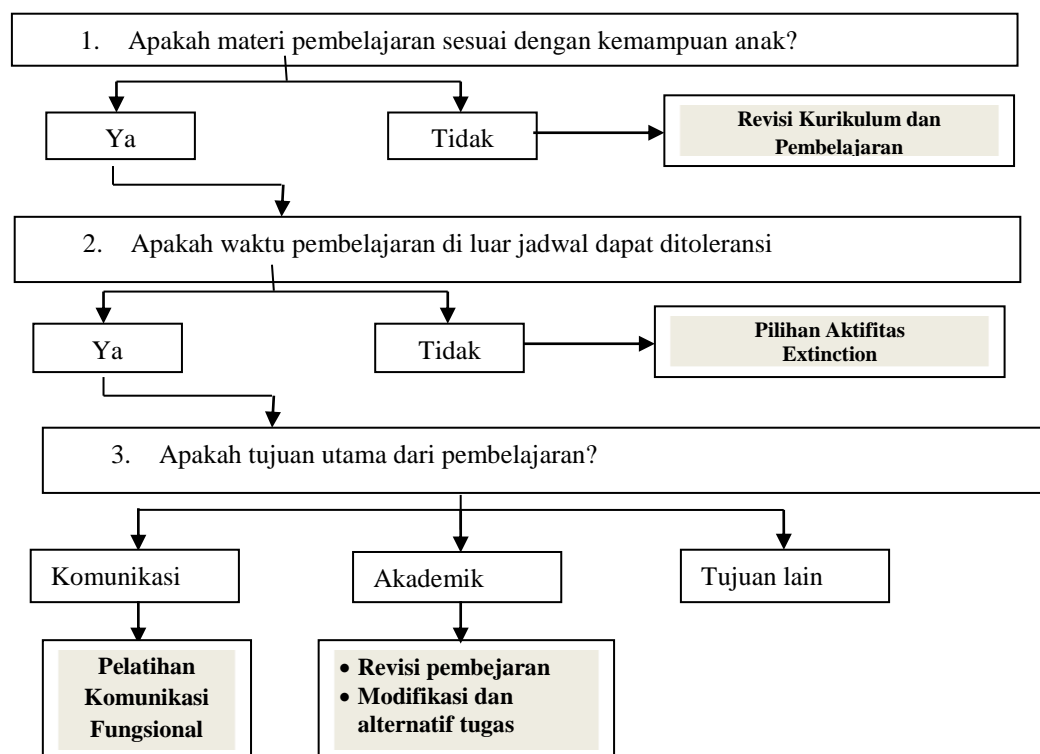 1. Apakah materi pembelajaran sesuai dengan kemampuan anak?
Ya
Tidak
Revisi Kurikulum dan
Pembelajaran
2. Apakah waktu pembelajaran di luar jadwal dapat ditoleransi
Ya
Tidak
Pilihan Aktifitas
Extinction
3. Apakah tujuan utama dari pembelajaran?
Komunikasi
Akademik
Tujuan lain
Pelatihan
Komunikasi
Fungsional
• Revisi pembejaran
• Modifikasi dan
alternatif tugas